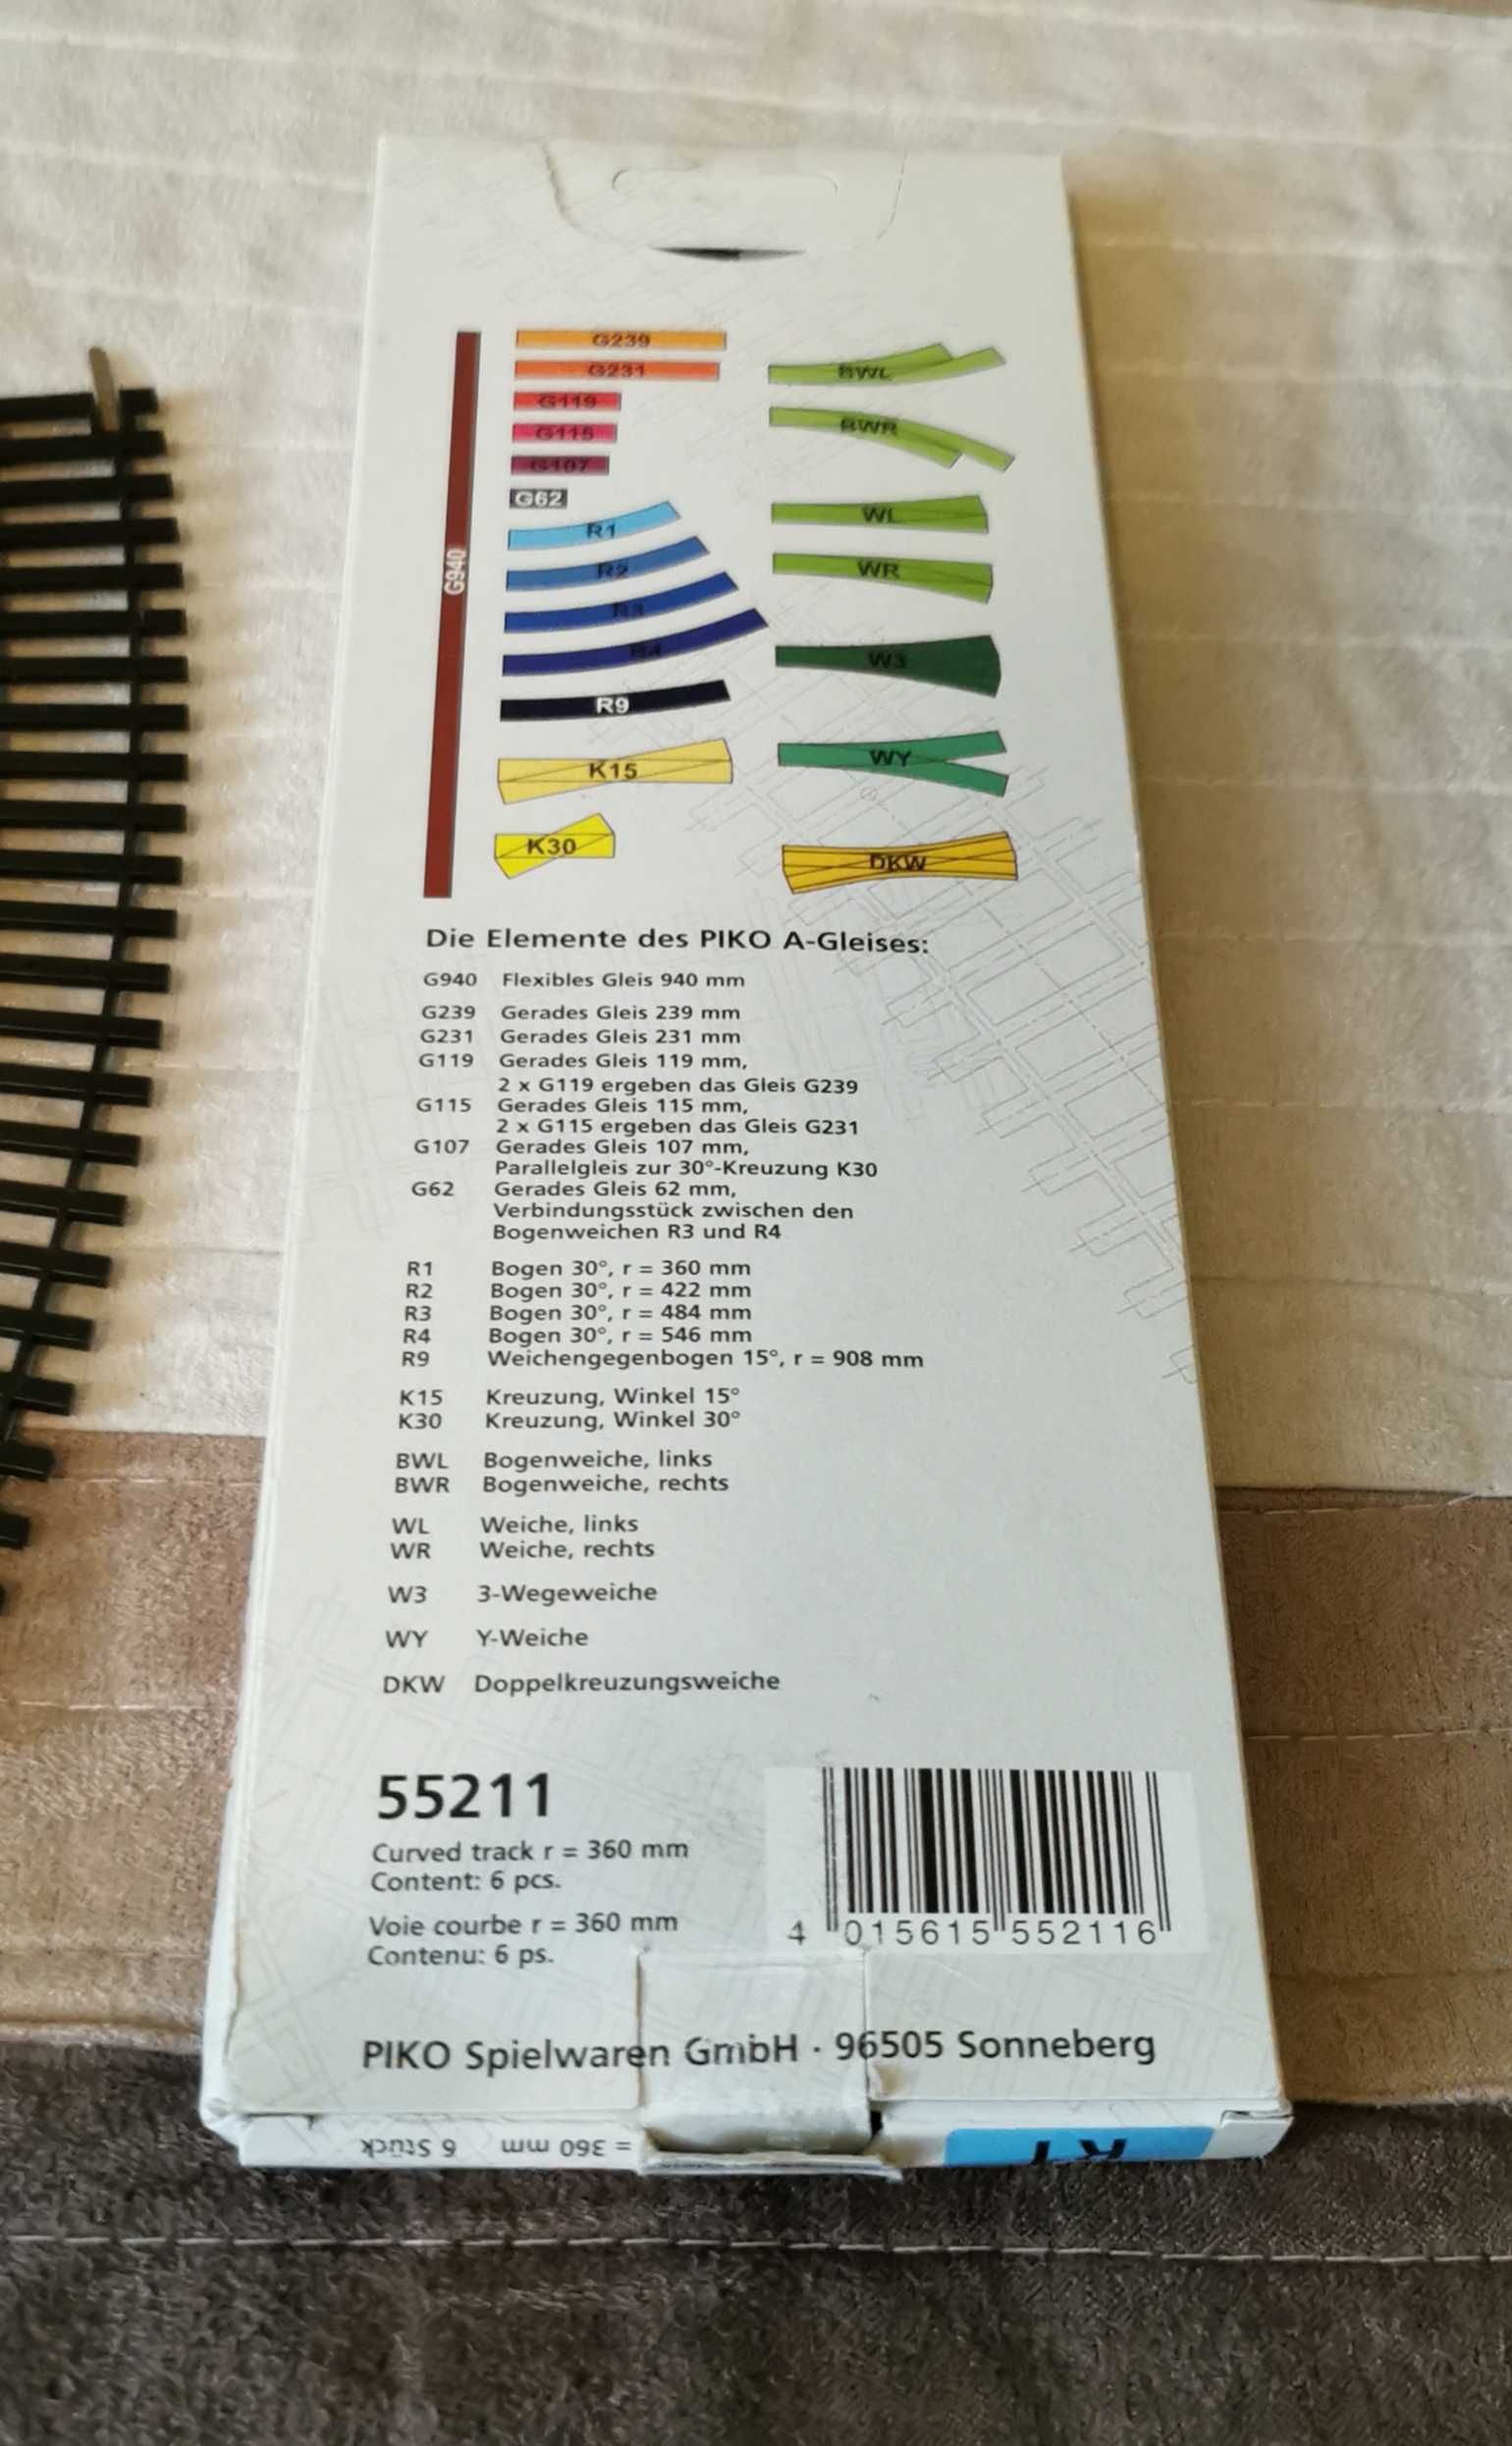 G940
G239
G231
G119
G115
G107
G62
R1
R2
R3
R4
R9
K15
K30
BWL
BWR
WL
WR
W3
WY
DKW
Die Elemente des PIKO A-Gleises:
G940 Flexibles Gleis 940 mm
G239 Gerades Gleis 239 mm
G231 Gerades Gleis 231 mm
G119 Gerades Gleis 119 mm,
2 x G119 ergeben das Gleis G239
G115 Gerades Gleis 115 mm,
2 x G115 ergeben das Gleis G231
G107 Gerades Gleis 107 mm,
Parallelgleis zur 30°-Kreuzung K30
G62 Gerades Gleis 62 mm,
Verbindungsstück zwischen den
Bogenweichen R3 und R4
R1 Bogen 30°, r = 360 mm
R2 Bogen 30°, r = 422 mm
R3 Bogen 30°, r = 484 mm
R4 Bogen 30°, r = 546 mm
R9 Weichengegenbogen 15°, r = 908 mm
K15 Kreuzung, Winkel 15°
K30 Kreuzung, Winkel 30°
BWL Bogenweiche, links
BWR Bogenweiche, rechts
WL Weiche, links
WR Weiche, rechts
W3 3-Wegeweiche
WY Y-Weiche
DKW Doppelkreuzungsweiche
55211
Curved track r = 360 mm
Content: 6 pcs.
Voie courbe r = 360 mm
Contenu: 6 ps.
4 015615 552116
PIKO Spielwaren GmbH · 96505 Sonneberg
= 360 mm 6 Stück
R1